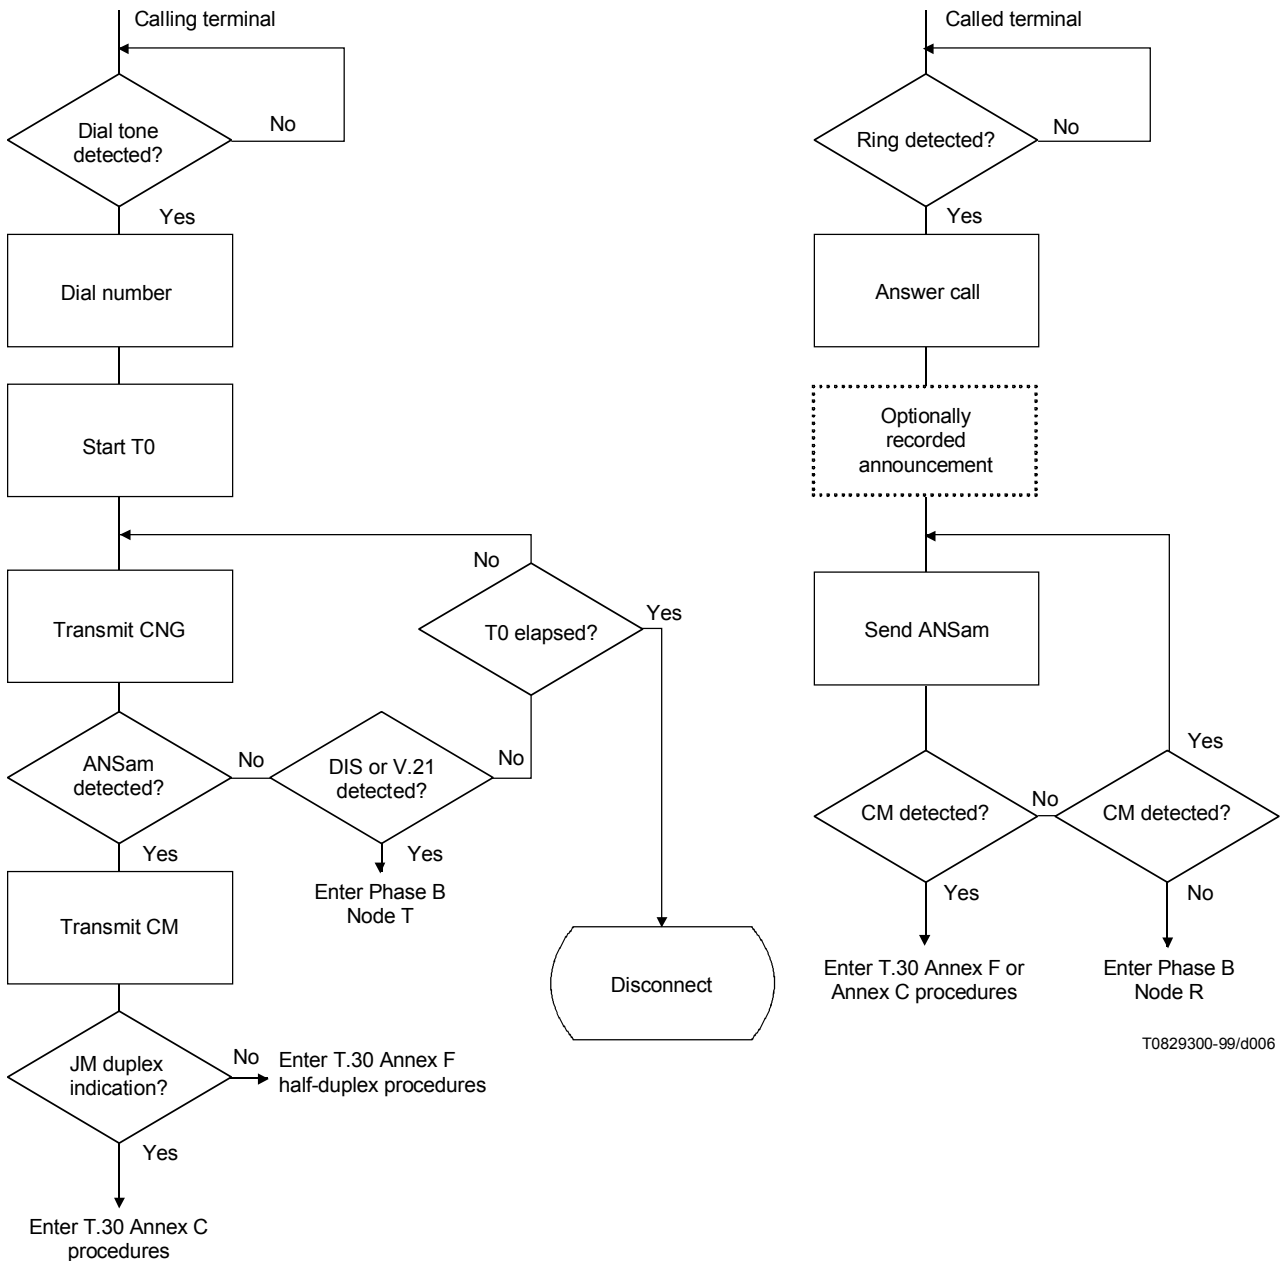 Calling terminal
Dial tone
detected?
No
Yes
Dial number
Start T0
No
T0 elapsed?
Yes
Transmit CNG
ANSam
detected?
No
DIS or V.21
detected?
No
Yes
Enter Phase B
Node T
Yes
Transmit CM
Disconnect
JM duplex
indication?
No
Enter T.30 Annex F
half-duplex procedures
Yes
Enter T.30 Annex C
procedures
Called terminal
Ring detected?
No
Yes
Answer call
Optionally
recorded
announcement
Send ANSam
CM detected?
No
CM detected?
Yes
Yes
No
Enter T.30 Annex F or
Annex C procedures
Enter Phase B
Node R
T0829300-99/d006